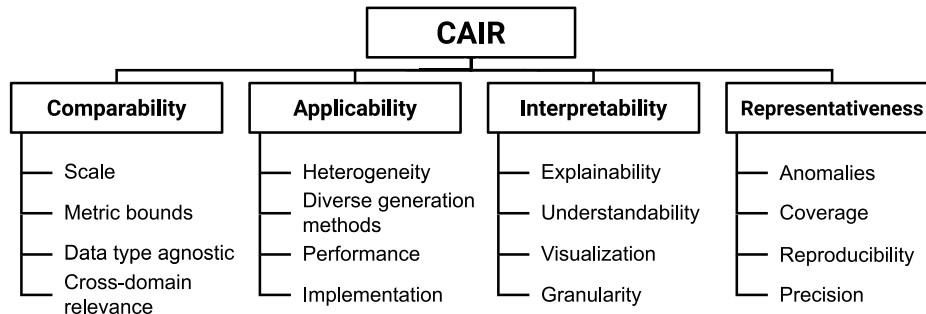 CAIR
Comparability
Scale
Metric bounds
Data type agnostic
Cross-domain
relevance
Applicability
Heterogeneity
Diverse generation
methods
Performance
Implementation
Interpretability
Explainability
Understandability
Visualization
Granularity
Representativeness
Anomalies
Coverage
Reproducibility
Precision